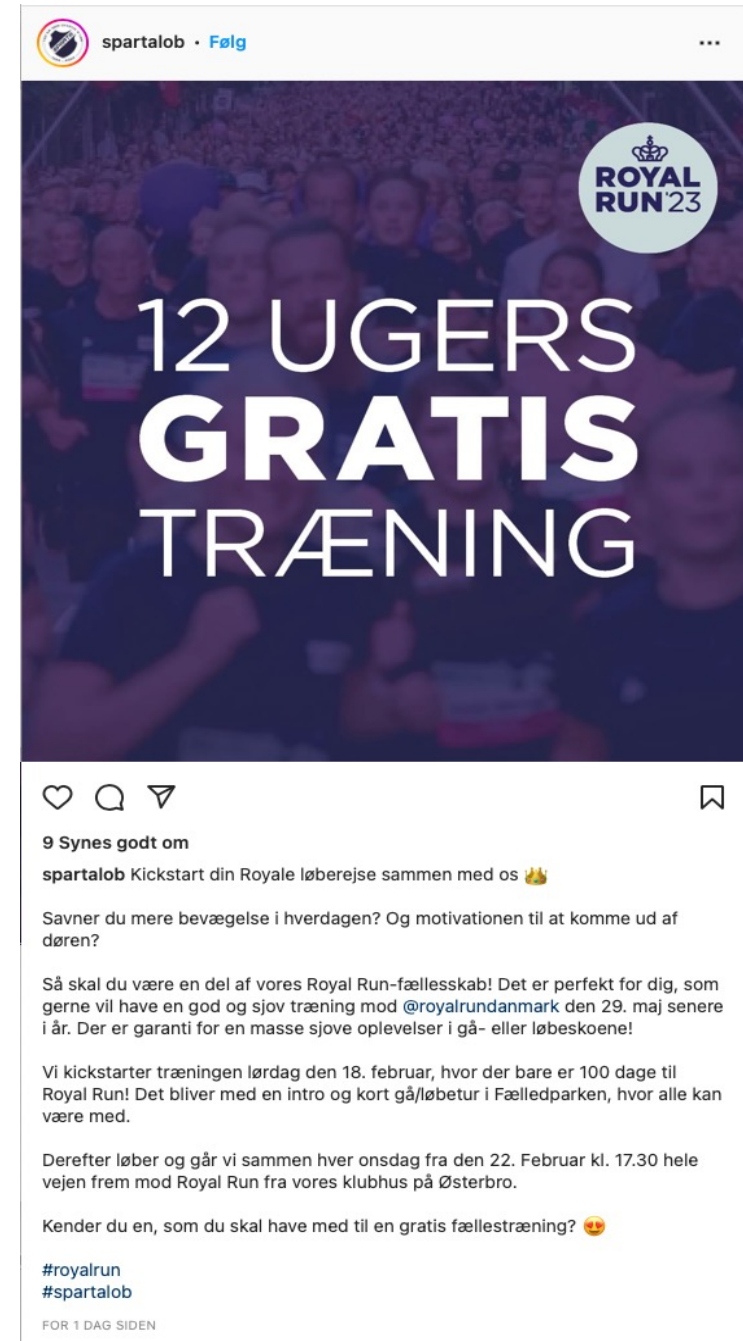 spartalob • Følg
ROYAL
RUN'23
12 UGERS
GRATIS
TRÆNING
9 Synes godt om
spartalob Kickstart din Royale løberejse sammen med os 👑
Savner du mere bevægelse i hverdagen? Og motivationen til at komme ud af
døren?
Så skal du være en del af vores Royal Run-fællesskab! Det er perfekt for dig, som
gerne vil have en god og sjov træning mod @royalrundanmark den 29. maj senere
i år. Der er garanti for en masse sjove oplevelser i gå- eller løbeskoene!
Vi kickstarter træningen lørdag den 18. februar, hvor der bare er 100 dage til
Royal Run! Det bliver med en intro og kort gå/løbetur i Fælledparken, hvor alle kan
være med.
Derefter løber og går vi sammen hver onsdag fra den 22. Februar kl. 17.30 hele
vejen frem mod Royal Run fra vores klubhus på Østerbro.
Kender du en, som du skal have med til en gratis fællestræning? 😍
#royalrun
#spartalob
FOR 1 DAG SIDEN